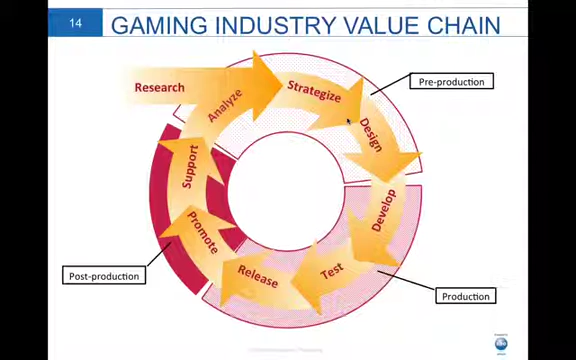 14
GAMING INDUSTRY VALUE CHAIN
Research
Analyze
Strategize
Design
Pre-production
Develop
Test
Release
Production
Promote
Support
Post-production